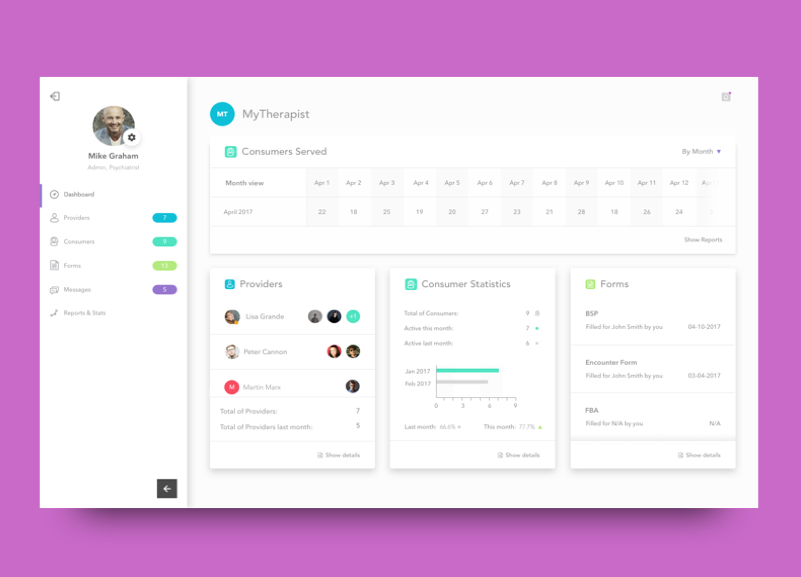 Mike Graham
Admin, Psychiatrist
Dashboard
Providers 7
Consumers 9
Forms 12
Messages 5
Reports & Stats
MT MyTherapist
Consumers Served By Month
Month view Apr 1 Apr 2 Apr 3 Apr 4 Apr 5 Apr 6 Apr 7 Apr 8 Apr 9 Apr 10 Apr 11 Apr 12
April 2017 22 18 25 19 20 27 23 21 28 18 26 24
Show Reports
Providers
Lisa Grande +1
Peter Cannon
M Martin Marx
Total of Providers: 7
Total of Providers last month: 5
Show details
Consumer Statistics
Total of Consumers: 9
Active this month: 7
Active last month: 6
Jan 2017
Feb 2017
0 3 6 9
Last month: 66.6% This month: 77.7%
Show details
Forms
BSP
Filled for John Smith by you 04-10-2017
Encounter Form
Filled for John Smith by you 03-04-2017
FBA
Filled for N/A by you N/A
Show details